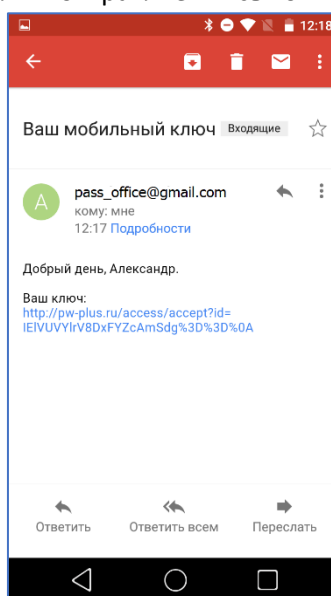 12:18
Ваш мобильный ключ Входящие
А
pass_office@gmail.com
кому: мне
12:17 Подробности
Добрый день, Александр.
Ваш ключ:
http://pw-plus.ru/access/accept?id=
IElVUVYlrV8DxFYZcAmSdg%3D%3D%0A
Ответить Ответить всем Переслать